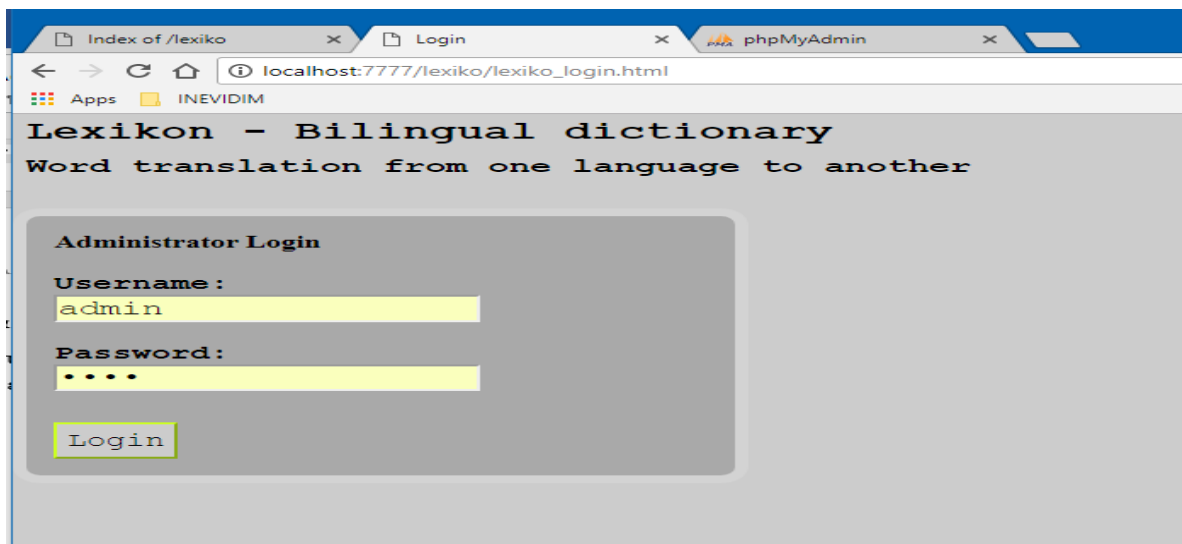 Index of /lexiko
Login
phpMyAdmin
localhost:7777/lexiko/lexiko_login.html
Apps
INEVIDIM
Lexikon - Bilingual dictionary
Word translation from one language to another
Administrator Login
Username:
admin
Password:
••••
Login